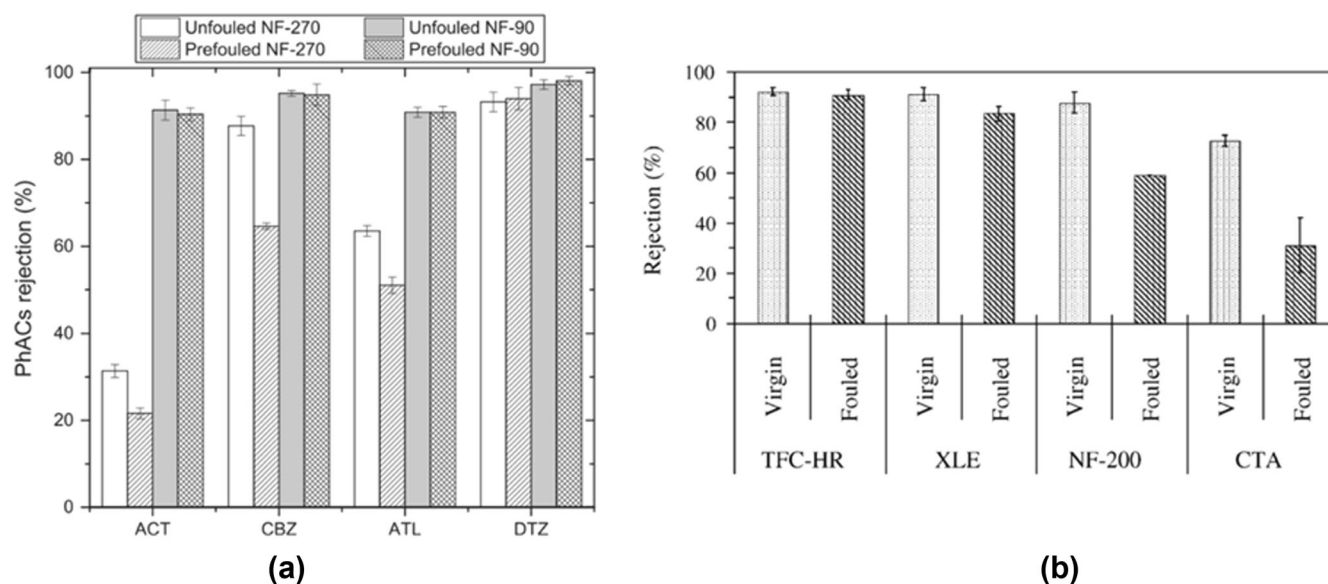 Unfouled NF-270 Unfouled NF-90
Prefouled NF-270 Prefouled NF-90
PhACs rejection (%)
100
80
60
40
20
0
ACT CBZ ATL DTZ
(a)
Rejection (%)
100
80
60
40
20
0
Virgin Fouled Virgin Fouled Virgin Fouled Virgin Fouled
TFC-HR XLE NF-200 CTA
(b)